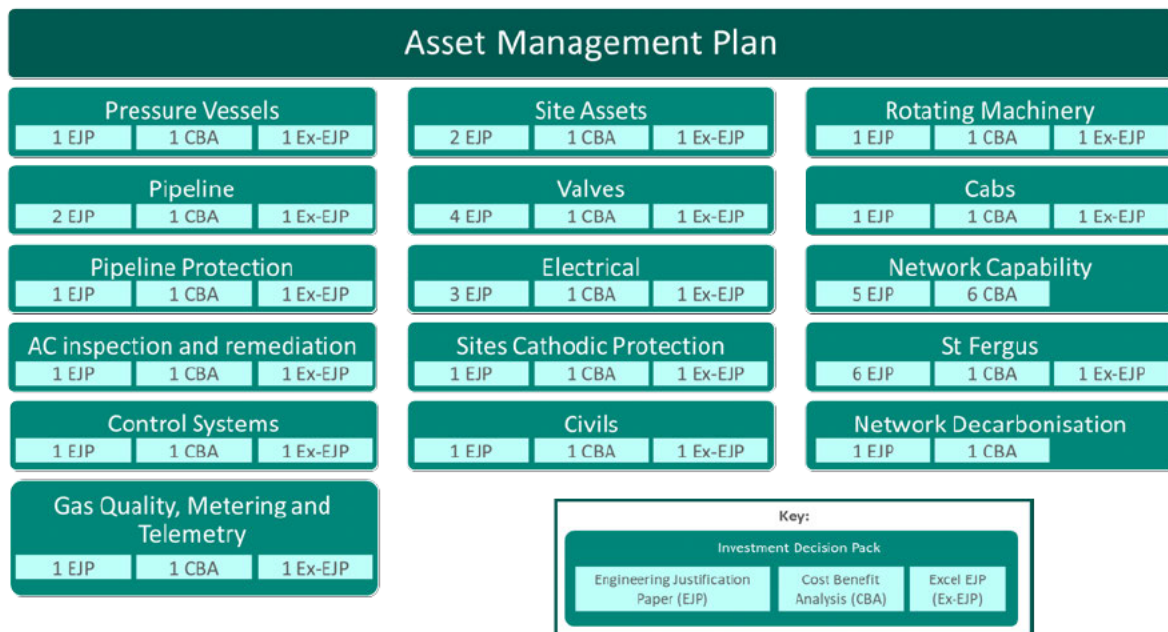 Asset Management Plan
Pressure Vessels
1 EJP 1 CBA 1 Ex-EJP
Site Assets
2 EJP 1 CBA 1 Ex-EJP
Rotating Machinery
1 EJP 1 CBA 1 Ex-EJP
Pipeline
2 EJP 1 CBA 1 Ex-EJP
Valves
4 EJP 1 CBA 1 Ex-EJP
Cabs
1 EJP 1 CBA 1 Ex-EJP
Pipeline Protection
1 EJP 1 CBA 1 Ex-EJP
Electrical
3 EJP 1 CBA 1 Ex-EJP
Network Capability
5 EJP 6 CBA
AC inspection and remediation
1 EJP 1 CBA 1 Ex-EJP
Sites Cathodic Protection
1 EJP 1 CBA 1 Ex-EJP
St Fergus
6 EJP 1 CBA 1 Ex-EJP
Control Systems
1 EJP 1 CBA 1 Ex-EJP
Civils
1 EJP 1 CBA 1 Ex-EJP
Network Decarbonisation
1 EJP 1 CBA
Gas Quality, Metering and
Telemetry
1 EJP 1 CBA 1 Ex-EJP
Key:
Investment Decision Pack
Engineering Justification
Paper (EJP)
Cost Benefit
Analysis (CBA)
Excel EJP
(Ex-EJP)